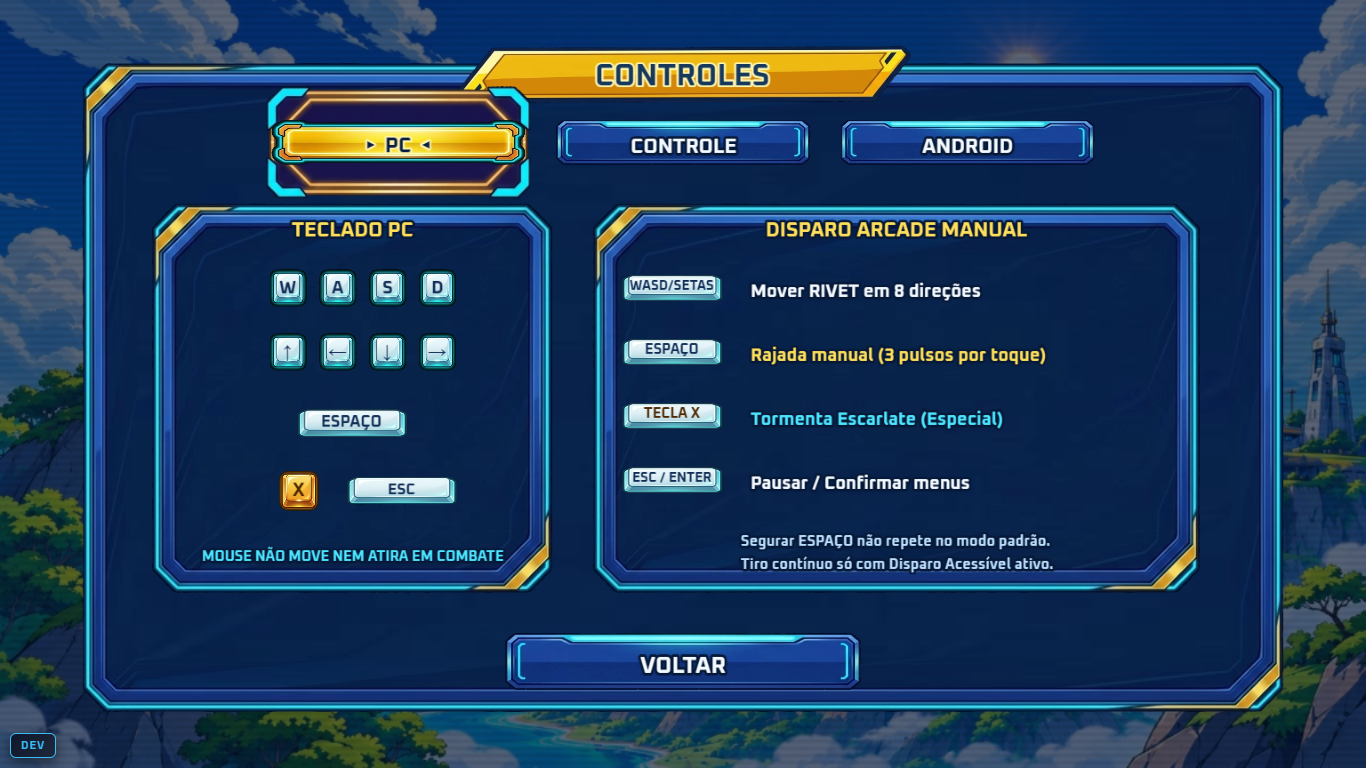 CONTROLES
▸ PC ◂
CONTROLE
ANDROID
TECLADO PC
W A S D
↑ ← ↓ →
ESPAÇO
X ESC
MOUSE NÃO MOVE NEM ATIRA EM COMBATE
DISPARO ARCADE MANUAL
WASD/SETAS Mover RIVET em 8 direções
ESPAÇO Rajada manual (3 pulsos por toque)
TECLA X Tormenta Escarlate (Especial)
ESC / ENTER Pausar / Confirmar menus
Segurar ESPAÇO não repete no modo padrão.
Tiro contínuo só com Disparo Acessível ativo.
VOLTAR
DEV